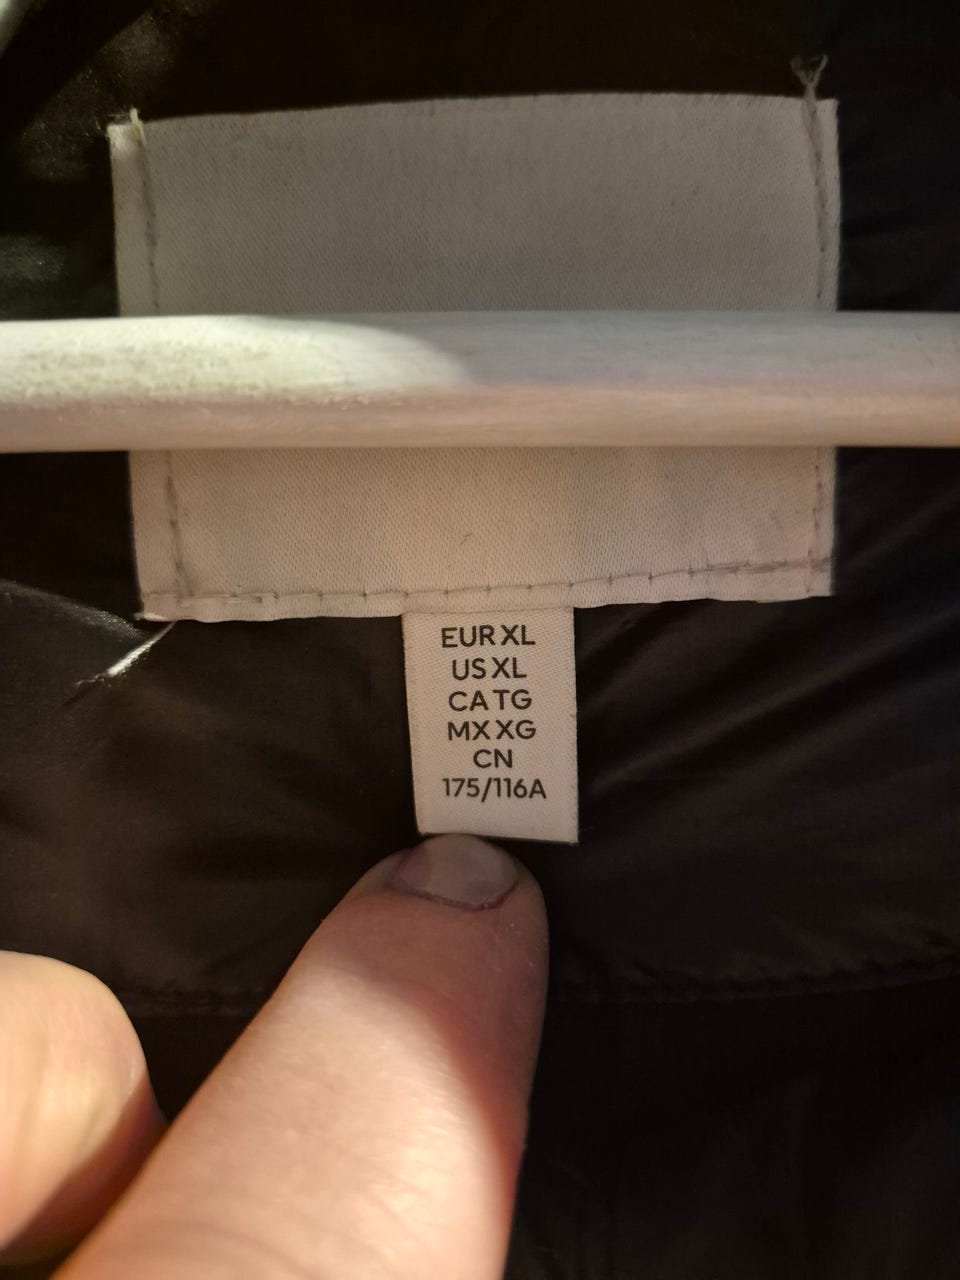 EUR XL
US XL
CA TG
MX XG
CN
175/116A